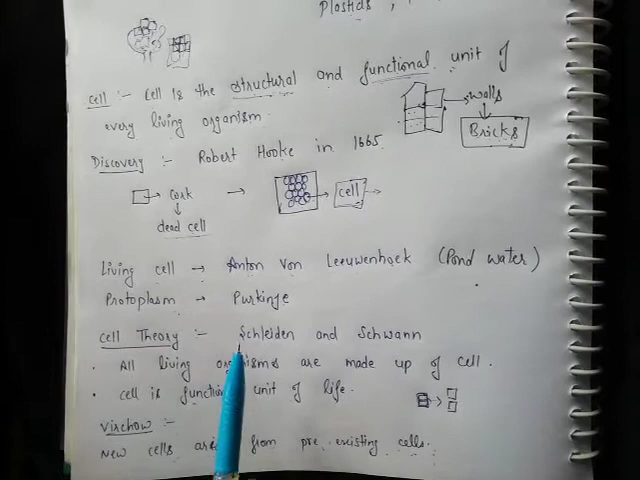 Plastids,
Cell :- Cell Is the structural and functional unit of
every living organism.
walls
Bricks
Discovery :- Robert Hooke in 1665.
Cork
cell
dead cell
Living cell → Anton von Leeuwenhoek (Pond water)
Protoplasm → Purkinje
Cell Theory :- Schleiden and Schwann
• All living organisms are made up of cell.
• cell is unit of life.
Virchow :-
New cells from pre existing cells.